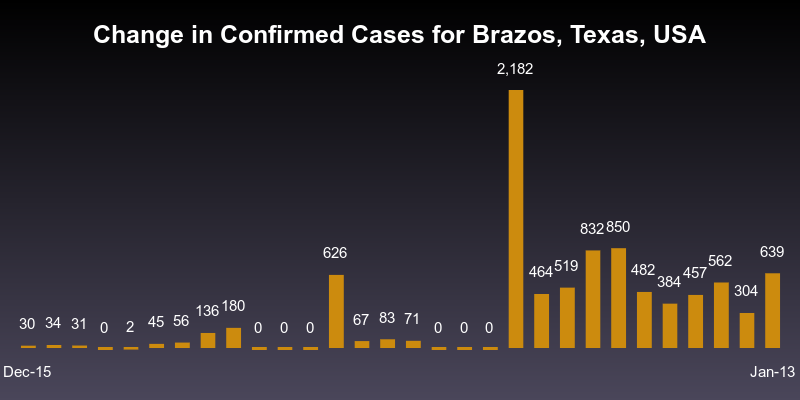 Change in Confirmed Cases for Brazos, Texas, USA
2,182
626
832 850
639
562
464 519
482
457
384
304
136 180
30 34 31 0 2 45 56
0 0 0
67 83 71
0 0 0
Dec-15 Jan-13